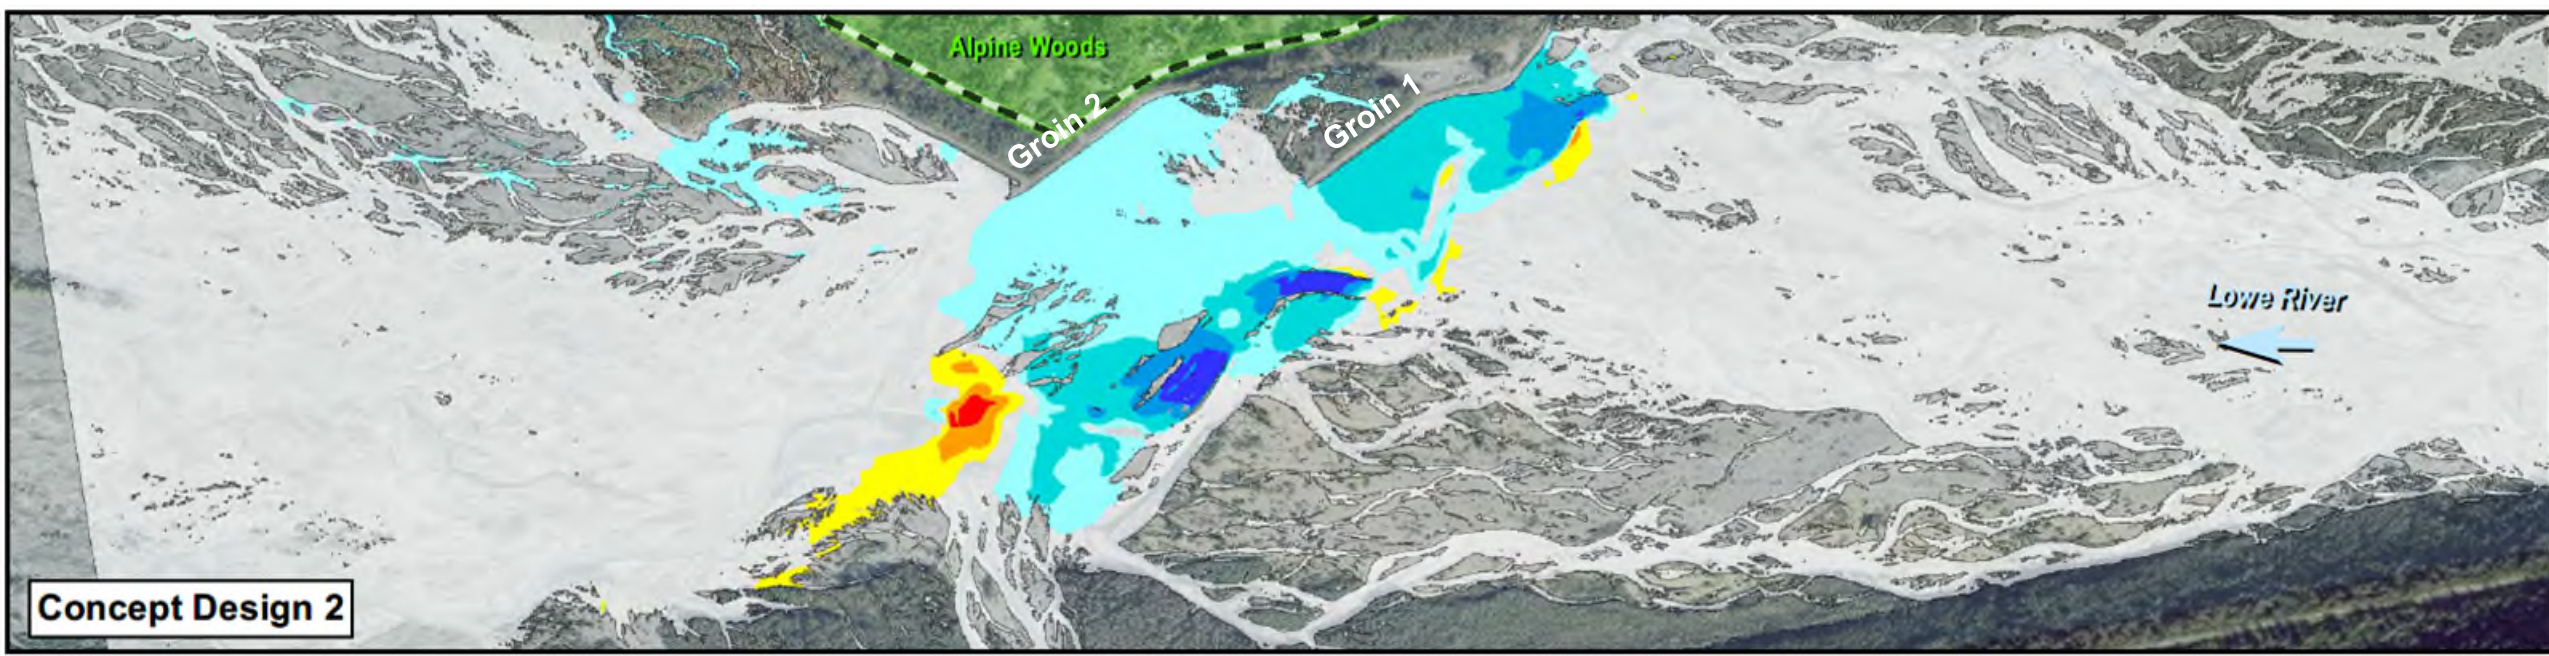 Alpine Woods
Groin 2
Groin 1
Lowe River
Concept Design 2